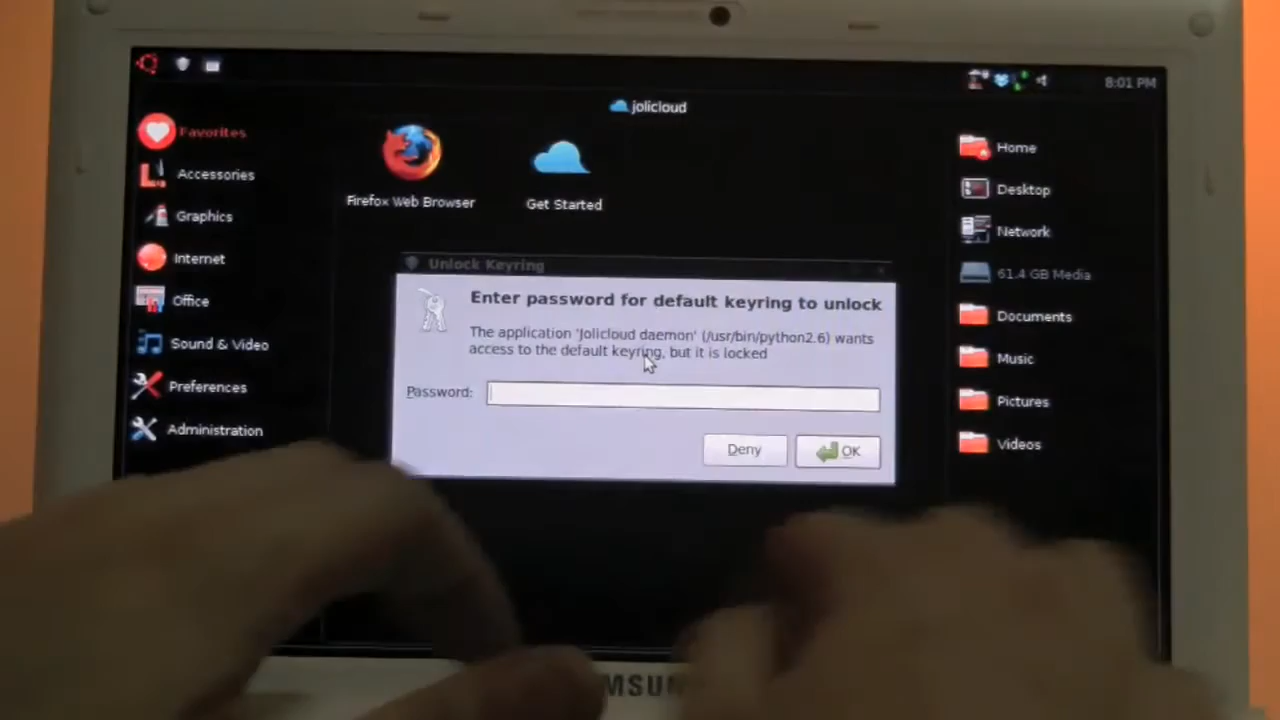 8:01 PM
jolicloud
Favorites
Accessories
Graphics
Internet
Office
Sound & Video
Preferences
Administration
Firefox Web Browser
Get Started
Home
Desktop
Network
61.4 GB Media
Documents
Music
Pictures
Videos
Unlock Keyring
Enter password for default keyring to unlock
The application 'Jolicloud daemon' (/usr/bin/python2.6) wants
access to the default keyring, but it is locked
Password:
Deny
OK
MSUN